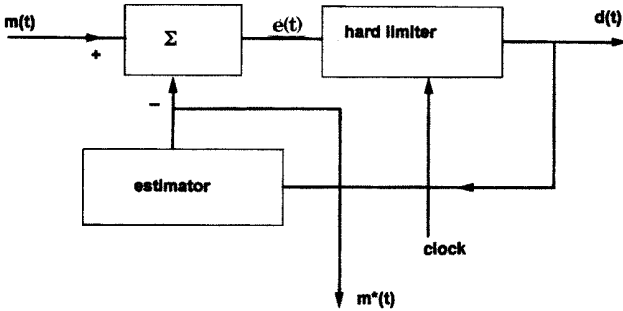 m(t)
+
Σ
e(t)
hard limiter
d(t)
−
estimator
clock
m*(t)